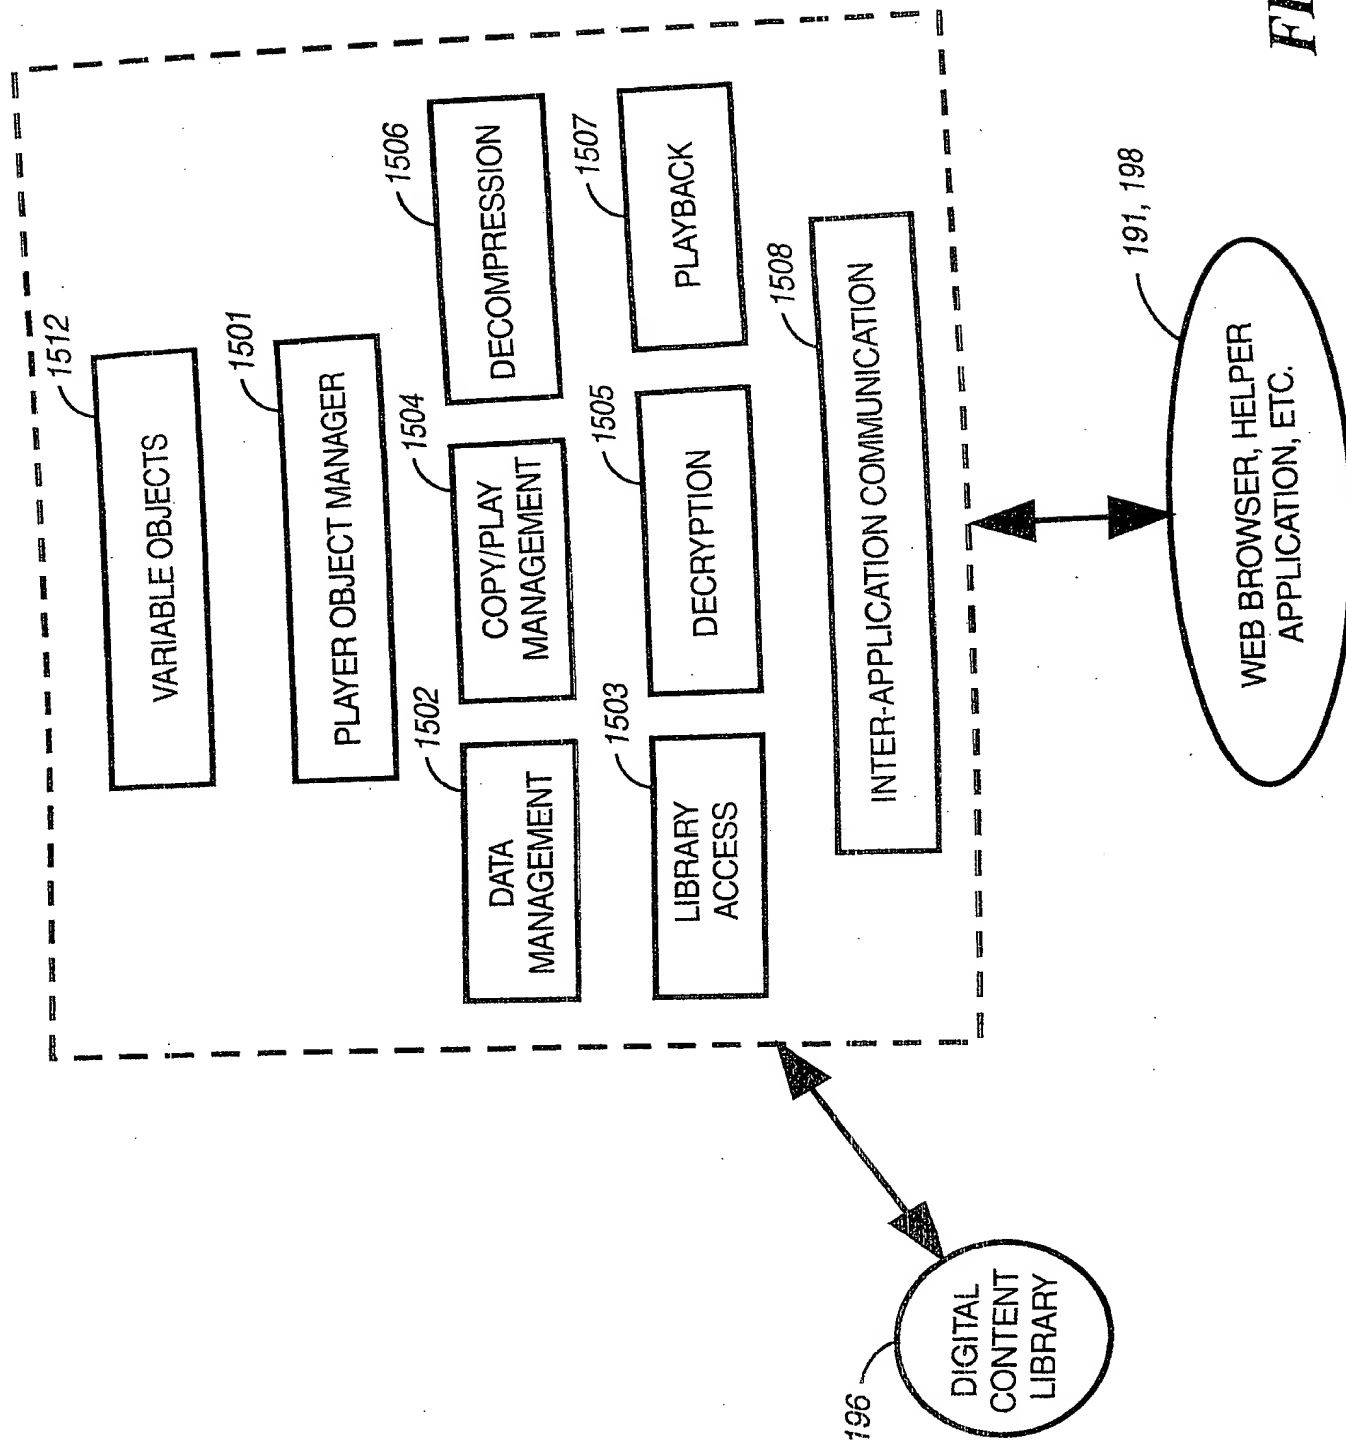 1512
VARIABLE OBJECTS
1501
PLAYER OBJECT MANAGER
1502
DATA
MANAGEMENT
1504
COPY/PLAY
MANAGEMENT
1506
DECOMPRESSION
1503
LIBRARY
ACCESS
1505
DECRYPTION
1507
PLAYBACK
1508
INTER-APPLICATION COMMUNICATION
196
DIGITAL
CONTENT
LIBRARY
191, 198
WEB BROWSER, HELPER
APPLICATION, ETC.